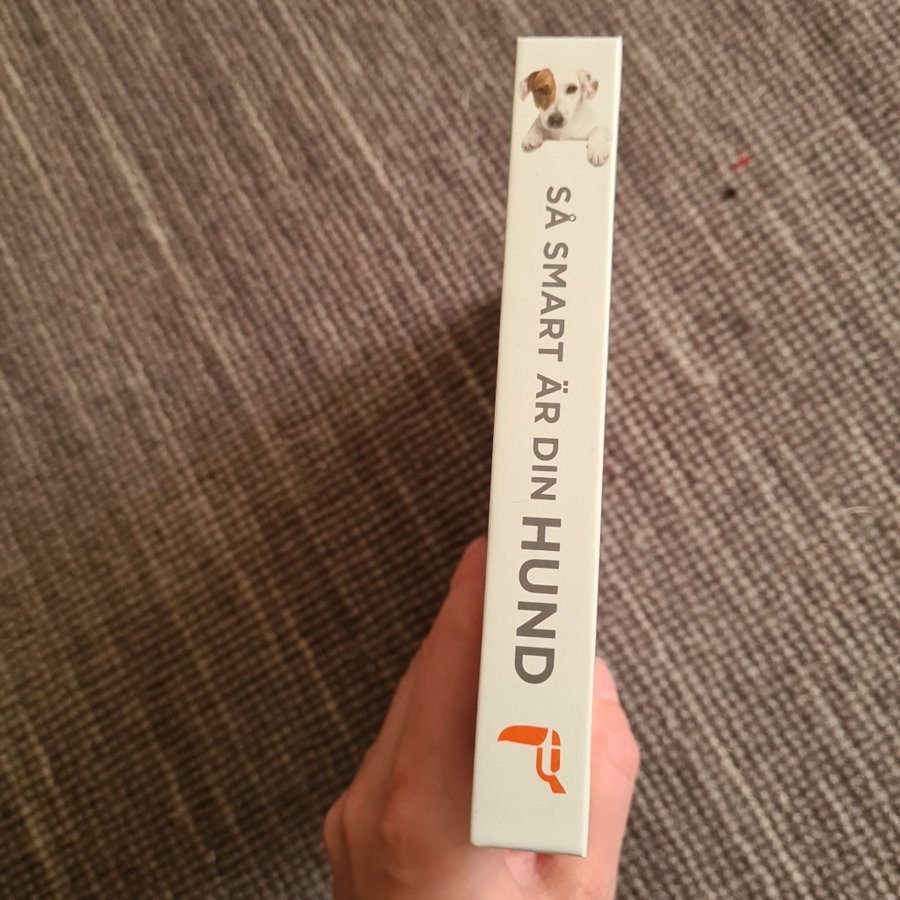 SÅ SMART ÄR DIN HUND